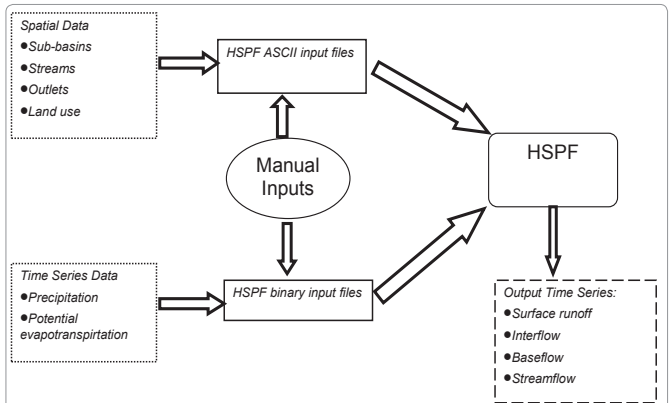 Spatial Data
●Sub-basins
●Streams
●Outlets
●Land use
HSPF ASCII input files
Manual
Inputs
HSPF
Time Series Data
●Precipitation
●Potential
evapotranspirtation
HSPF binary input files
Output Time Series:
●Surface runoff
●Interflow
●Baseflow
●Streamflow